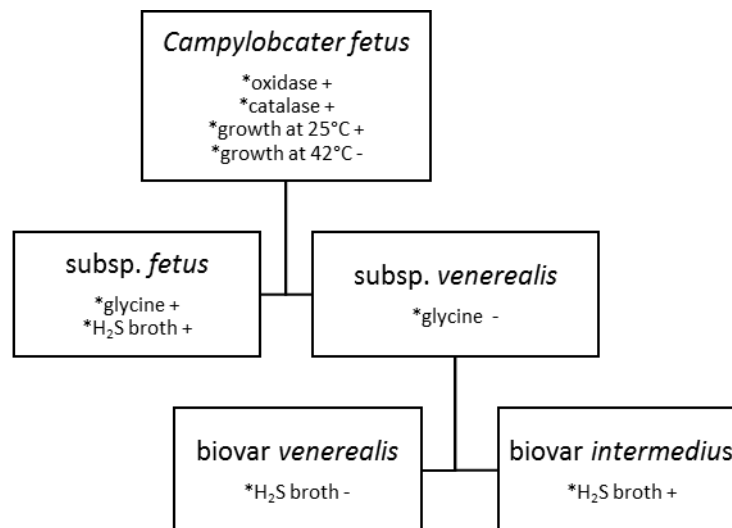 Campylobcater fetus
*oxidase +
*catalase +
*growth at 25°C +
*growth at 42°C -
subsp. fetus
*glycine +
*H₂S broth +
subsp. venerealis
*glycine -
biovar venerealis
*H₂S broth -
biovar intermedius
*H₂S broth +